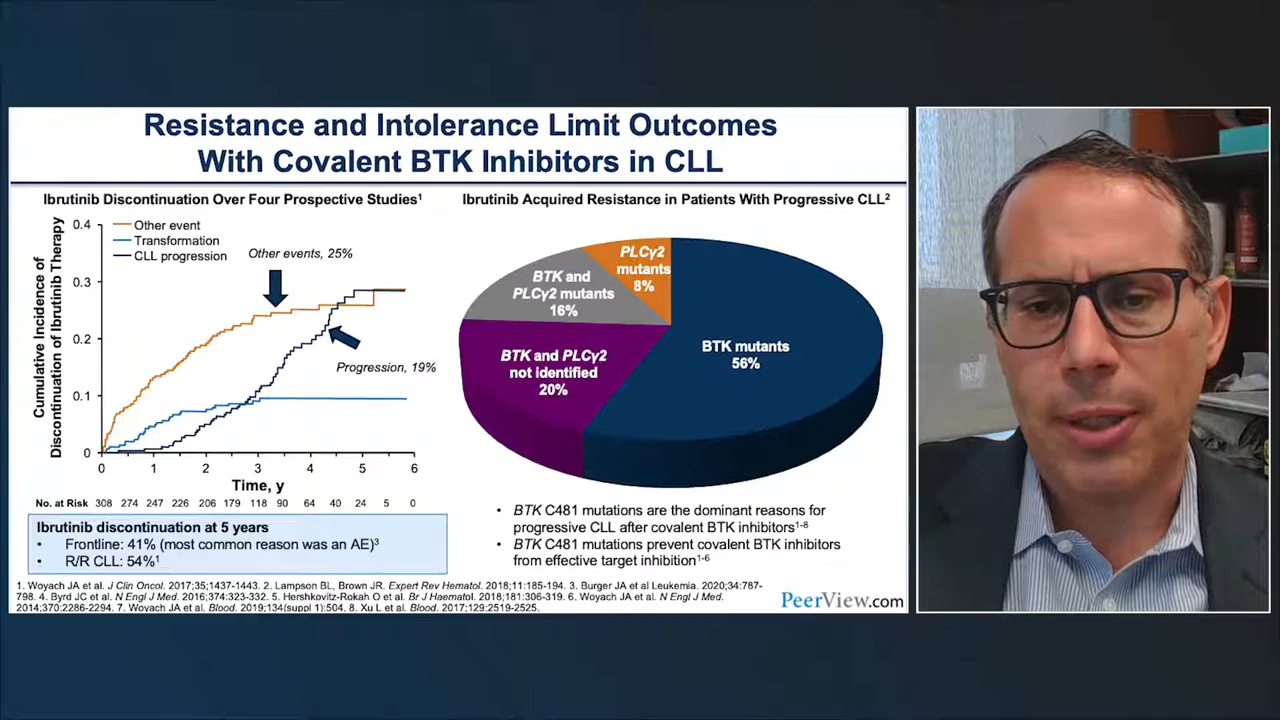 Resistance and Intolerance Limit Outcomes
With Covalent BTK Inhibitors in CLL
Ibrutinib Discontinuation Over Four Prospective Studies1
Cumulative Incidence of
Discontinuation of Ibrutinib Therapy
0.4
0.3
0.2
0.1
0
Other event
Transformation
CLL progression
Other events, 25%
Progression, 19%
0 1 2 3 4 5 6
Time, y
No. at Risk 308 274 247 226 206 179 118 90 64 40 24 5 0
Ibrutinib discontinuation at 5 years
• Frontline: 41% (most common reason was an AE)3
• R/R CLL: 54%1
Ibrutinib Acquired Resistance in Patients With Progressive CLL2
PLCγ2
mutants
8%
BTK and
PLCγ2 mutants
16%
BTK and PLCγ2
not identified
20%
BTK mutants
56%
• BTK C481 mutations are the dominant reasons for
progressive CLL after covalent BTK inhibitors1-8
• BTK C481 mutations prevent covalent BTK inhibitors
from effective target inhibition1-6
1. Woyach JA et al. J Clin Oncol. 2017;35;1437-1443. 2. Lampson BL, Brown JR. Expert Rev Hematol. 2018;11:185-194. 3. Burger JA et al Leukemia. 2020;34:787-
798. 4. Byrd JC et al. N Engl J Med. 2016;374:323-332. 5. Hershkovitz-Rokah O et al. Br J Haematol. 2018;181:306-319. 6. Woyach JA et al. N Engl J Med.
2014;370:2286-2294. 7. Woyach JA et al. Blood. 2019;134(suppl 1):504. 8. Xu L et al. Blood. 2017;129:2519-2525.
PeerView.com